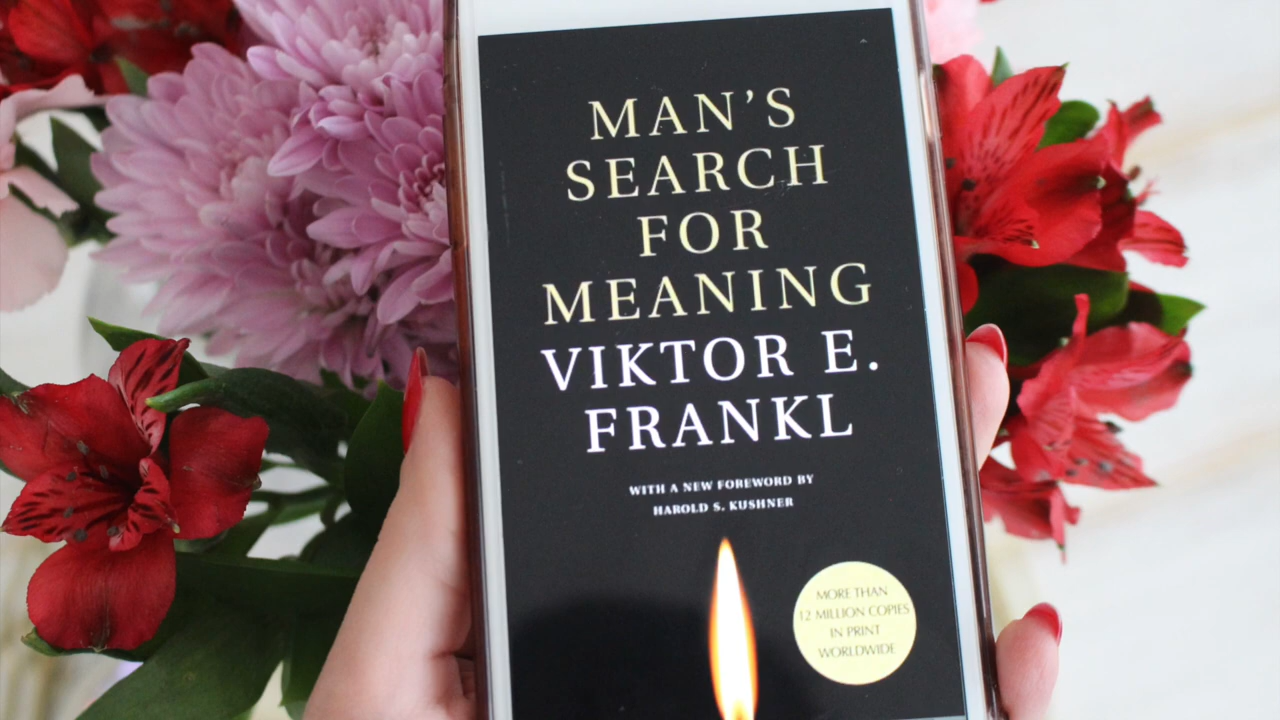 MAN'S
SEARCH
FOR
MEANING
VIKTOR E.
FRANKL
WITH A NEW FOREWORD BY
HAROLD S. KUSHNER
MORE THAN
12 MILLION COPIES
IN PRINT
WORLDWIDE